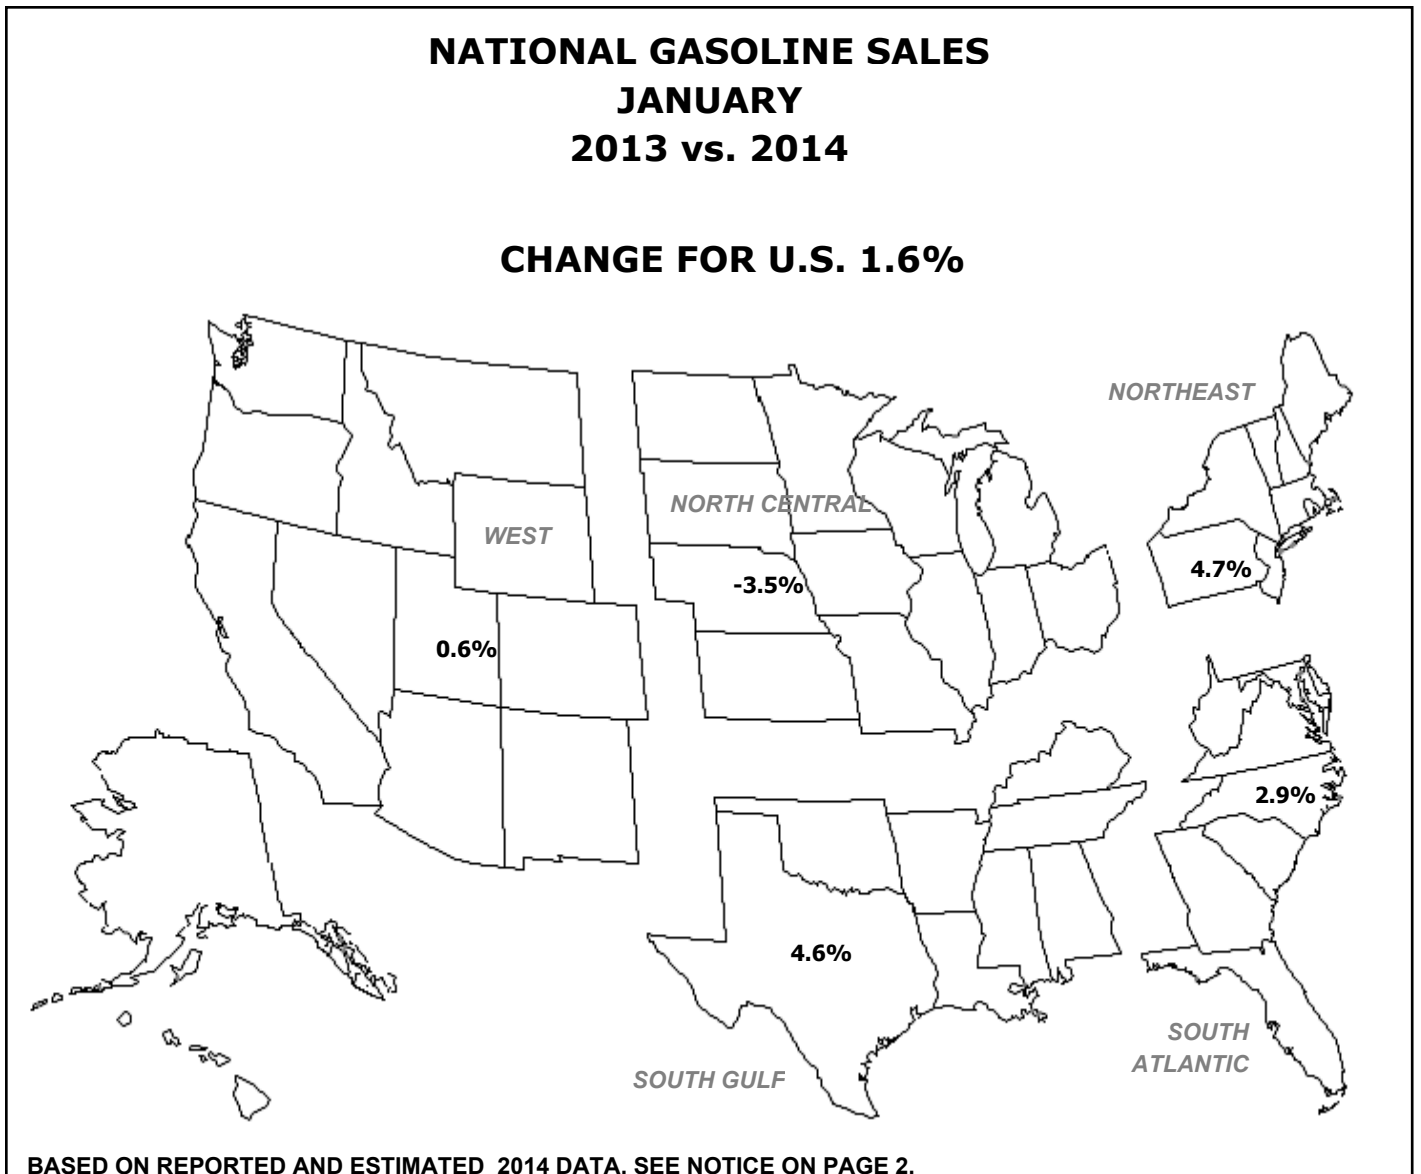 NATIONAL GASOLINE SALES
JANUARY
2013 vs. 2014
CHANGE FOR U.S. 1.6%
NORTHEAST
NORTH CENTRAL
WEST
4.7%
-3.5%
0.6%
2.9%
4.6%
SOUTH
ATLANTIC
SOUTH GULF
BASED ON REPORTED AND ESTIMATED  2014 DATA. SEE NOTICE ON PAGE 2.